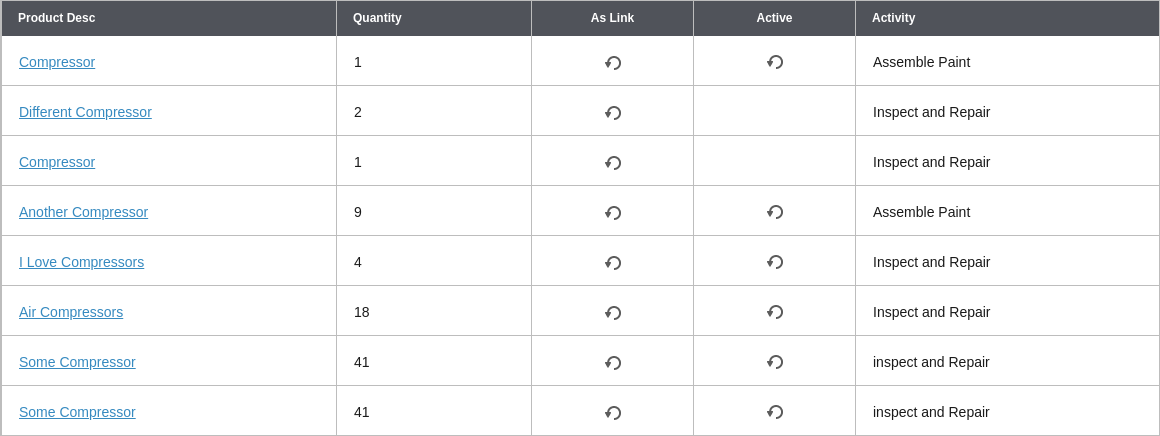 Product Desc Quantity As Link Active Activity
Compressor 1 Assemble Paint
Different Compressor 2 Inspect and Repair
Compressor 1 Inspect and Repair
Another Compressor 9 Assemble Paint
I Love Compressors 4 Inspect and Repair
Air Compressors 18 Inspect and Repair
Some Compressor 41 inspect and Repair
Some Compressor 41 inspect and Repair